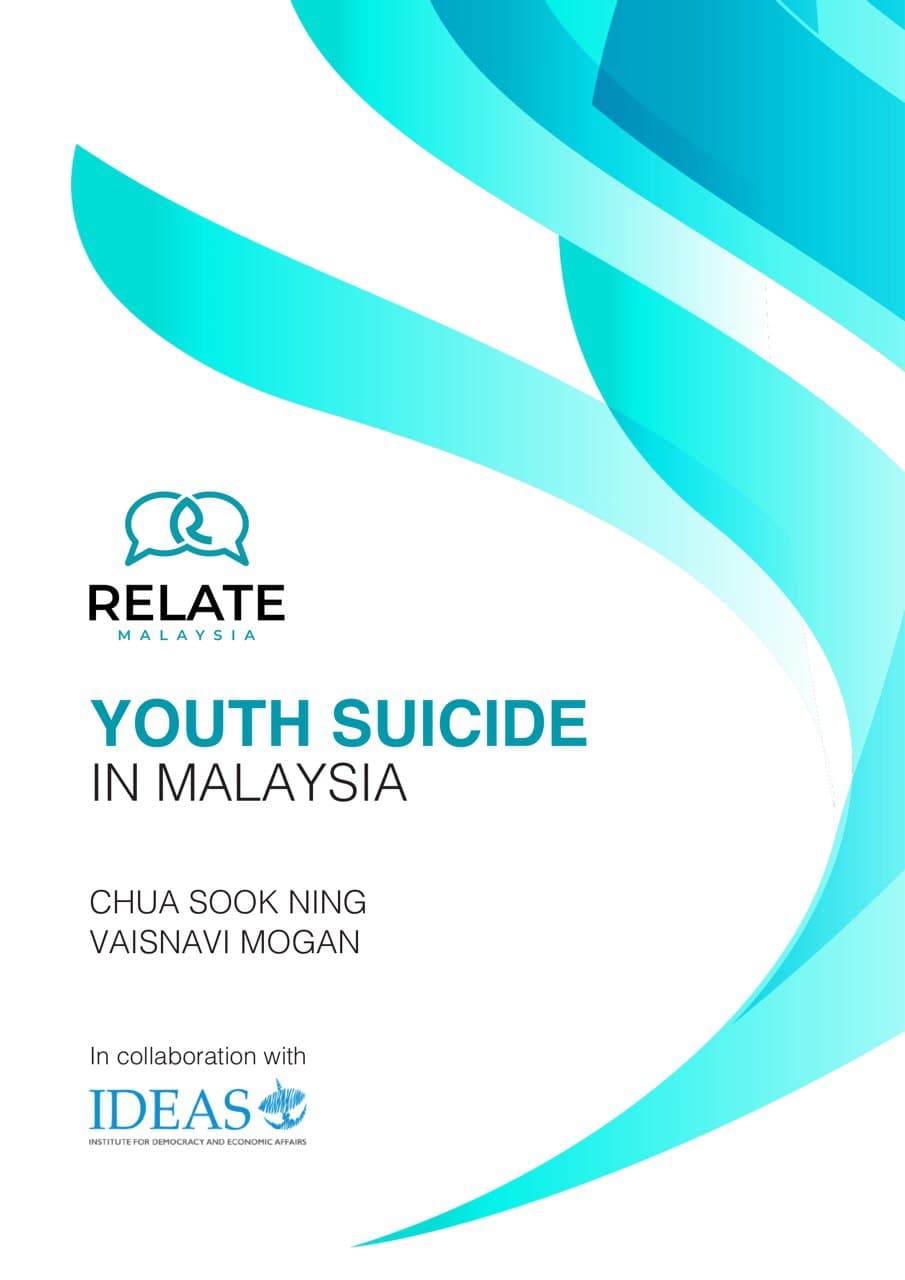 RELATE
MALAYSIA
YOUTH SUICIDE
IN MALAYSIA
CHUA SOOK NING
VAISNAVI MOGAN
In collaboration with
IDEAS
INSTITUTE FOR DEMOCRACY AND ECONOMIC AFFAIRS